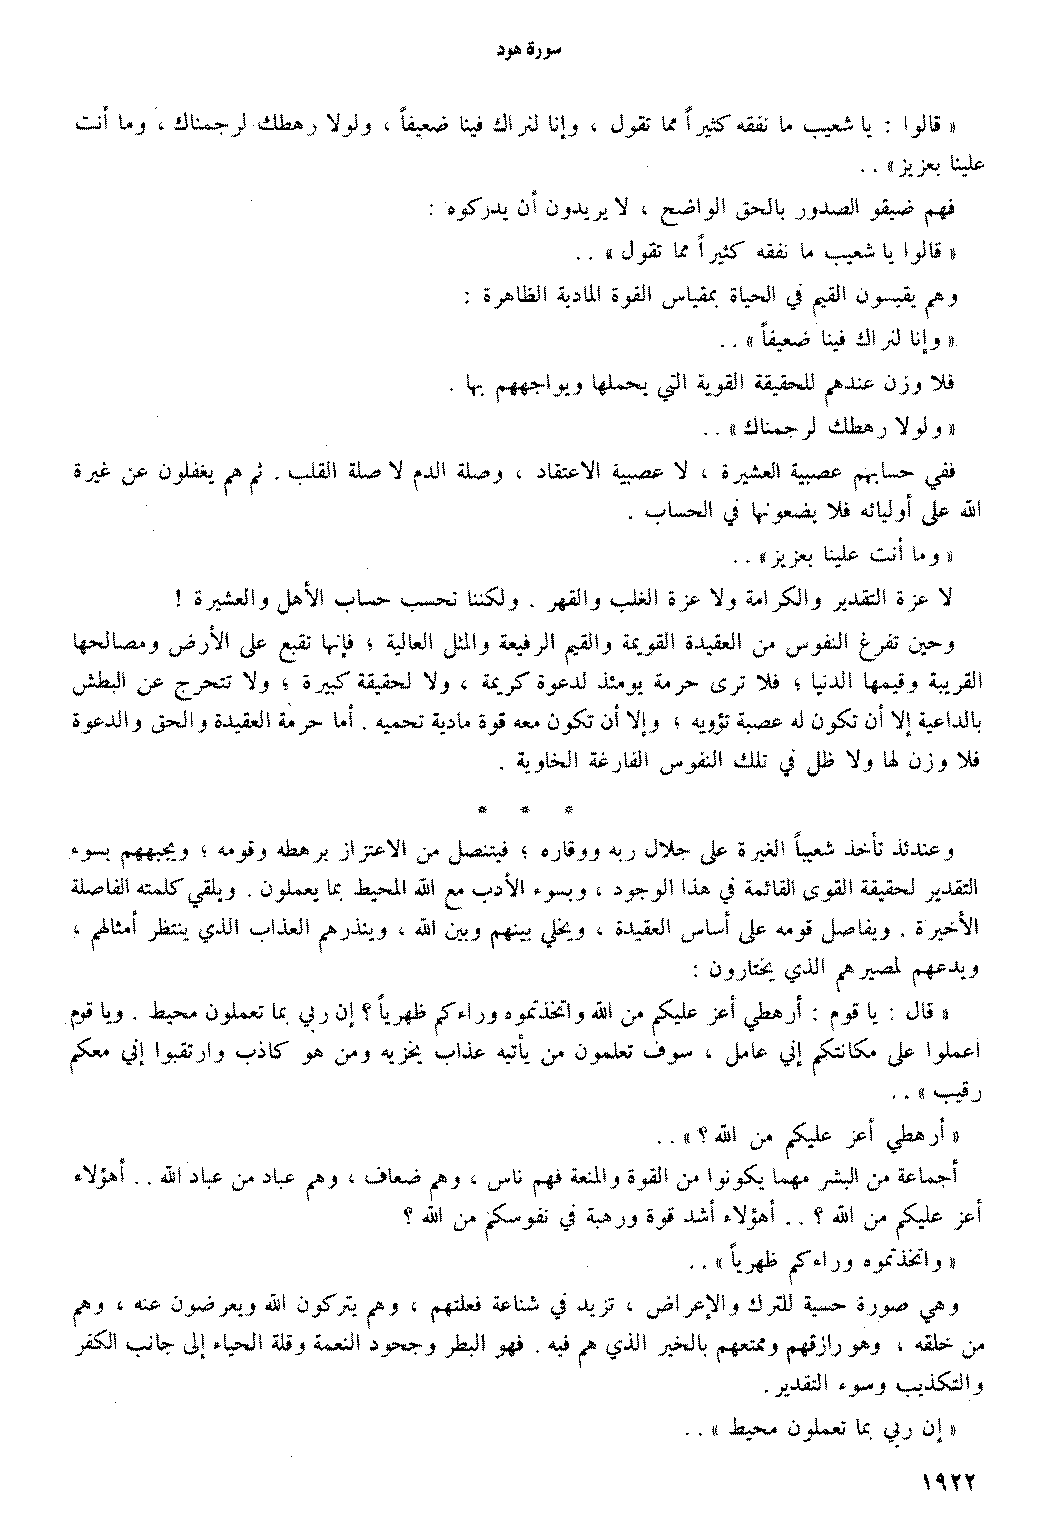 سورة هود
« قالوا : يا شعيب ما نفقه كثيراً مما تقول ، وإنا لنراك فينا ضعيفاً ، ولولا رهطك لرجمناك ، وما أنت
علينا بعزيز» . .
فهم ضيقو الصدور بالحق الواضح ، لا يريدون أن يدركوه :
« قالوا يا شعيب ما نفقه كثيراً مما تقول » . .
وهم يقيسون القيم في الحياة بمقياس القوة المادية الظاهرة :
« وإنا لنراك فينا ضعيفاً » . .
فلا وزن عندهم للحقيقة القوية التي يحملها ويواجههم بها .
« ولولا رهطك لرجمناك» . .
ففي حسابهم عصبية العشيرة ، لا عصبية الاعتقاد ، وصلة الدم لا صلة القلب . ثم هم يغفلون عن غيرة
الله على أوليائه فلا يضعونها في الحساب .
« وما أنت علينا بعزيز» . .
لا عزة التقدير والكرامة ولا عزة الغلب والقهر . ولكننا نحسب حساب الأهل والعشيرة !
وحين تفرغ النفوس من العقيدة القويمة والقيم الرفيعة والمثل العالية ؛ فإنها تقبع على الأرض ومصالحها
القريبة وقيمها الدنيا ؛ فلا ترى حرمة يومئذ لدعوة كريمة ، ولا لحقيقة كبيرة ؛ ولا تتحرج عن البطش
بالداعية إلا أن تكون له عصبة تؤويه ؛ وإلا أن تكون معه قوة مادية تحميه . أما حرمة العقيدة والحق والدعوة
فلا وزن لها ولا ظل في تلك النفوس الفارغة الخاوية .
* * *
وعندئذ تأخذ شعيباً الغيرة على جلال ربه ووقاره ؛ فيتنصل من الاعتزاز برهطه وقومه ؛ ويجبههم بسوء
التقدير لحقيقة القوى القائمة في هذا الوجود ، وبسوء الأدب مع الله المحيط بما يعملون . ويلقي كلمته الفاصلة
الأخيرة . ويفاصل قومه على أساس العقيدة ، ويخلي بينهم وبين الله ، وينذرهم العذاب الذي ينتظر أمثالهم ،
ويدعهم لمصيرهم الذي يختارون :
« قال : يا قوم : أرهطي أعز عليكم من الله واتخذتموه وراءكم ظهرياً ؟ إن ربي بما تعملون محيط . ويا قوم
اعملوا على مكانتكم إني عامل ، سوف تعلمون من يأتيه عذاب يخزيه ومن هو كاذب وارتقبوا إني معكم
رقيب » . .
« أرهطي أعز عليكم من الله ؟ » . .
أجماعة من البشر مهما يكونوا من القوة والمنعة فهم ناس ، وهم ضعاف ، وهم عباد من عباد الله . . أهؤلاء
أعز عليكم من الله ؟ . . أهؤلاء أشد قوة ورهبة في نفوسكم من الله ؟
« واتخذتموه وراءكم ظهرياً » . .
وهي صورة حسية للترك والإعراض ، تزيد في شناعة فعلتهم ، وهم يتركون الله ويعرضون عنه ، وهم
من خلقه ، وهو رازقهم وممتعهم بالخير الذي هم فيه . فهو البطر وجحود النعمة وقلة الحياء إلى جانب الكفر
والتكذيب وسوء التقدير .
« إن ربي بما تعملون محيط » . .
١٩٢٢